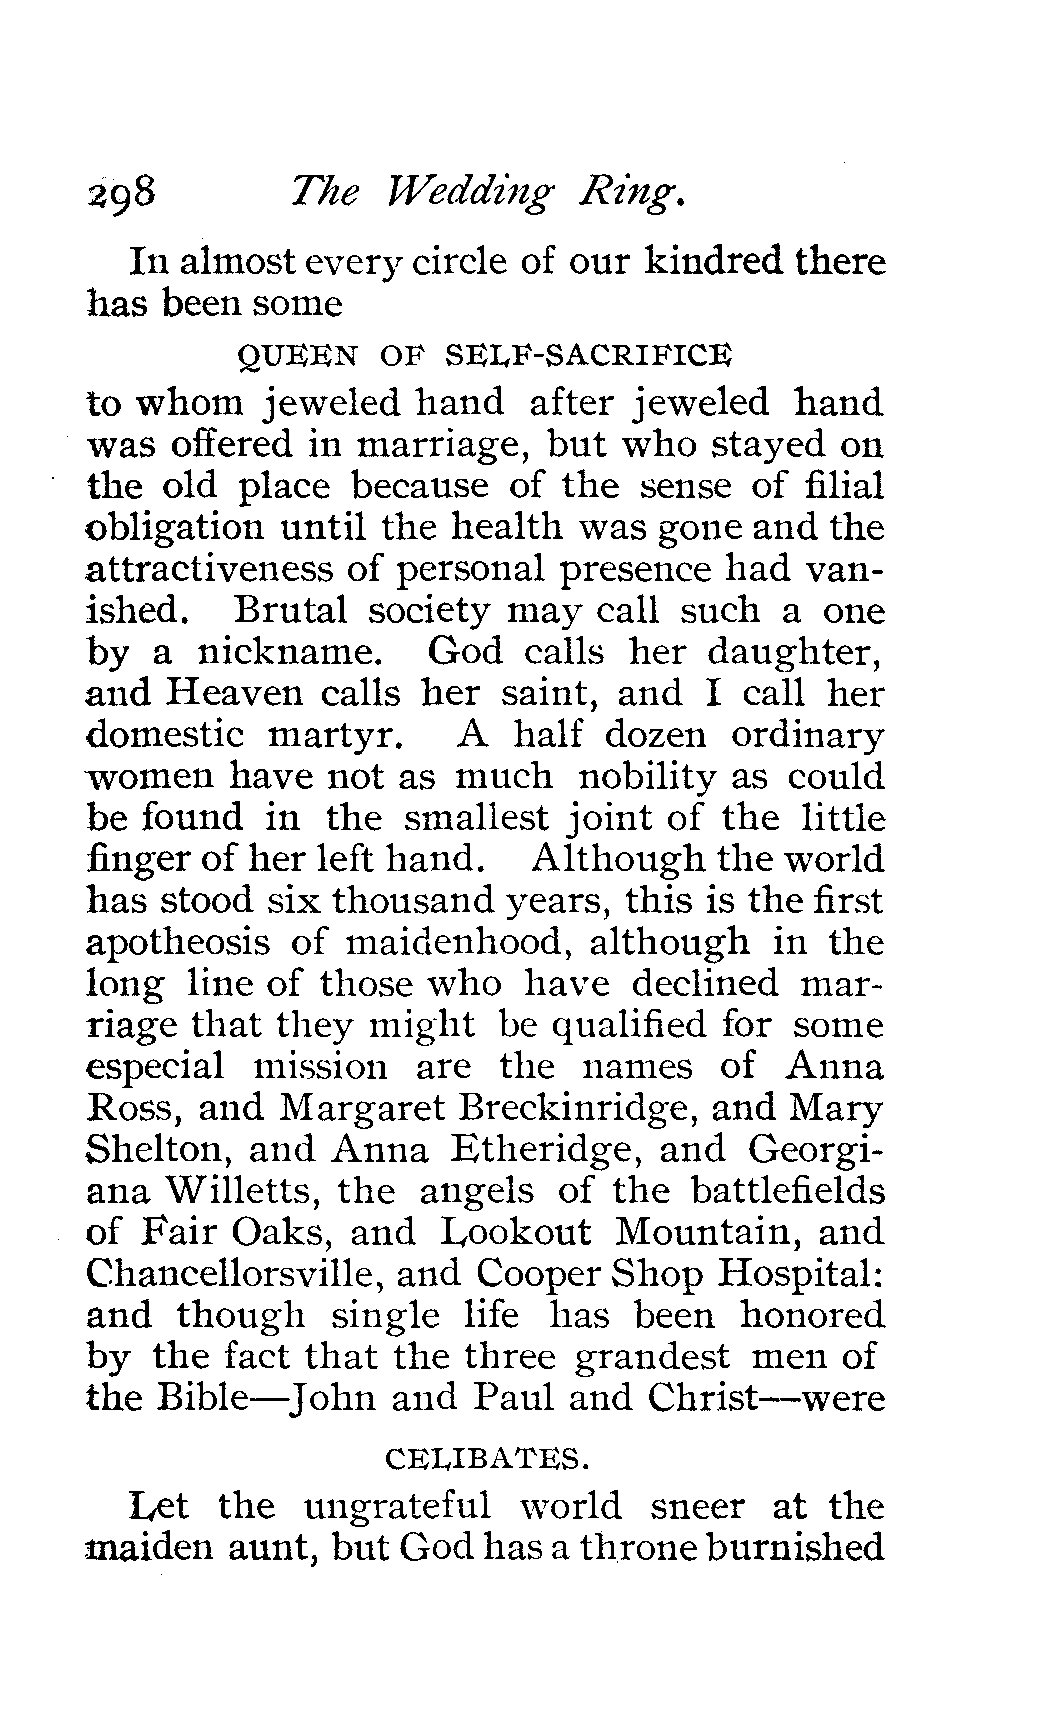 298 The Wedding Ring.
In almost every circle of our kindred there
has been some
QUEEN OF SELF-SACRIFICE
to whom jeweled hand after jeweled hand
was offered in marriage, but who stayed on
the old place because of the sense of filial
obligation until the health was gone and the
attractiveness of personal presence had van-
ished. Brutal society may call such a one
by a nickname. God calls her daughter,
and Heaven calls her saint, and I call her
domestic martyr. A half dozen ordinary
women have not as much nobility as could
be found in the smallest joint of the little
finger of her left hand. Although the world
has stood six thousand years, this is the first
apotheosis of maidenhood, although in the
long line of those who have declined mar-
riage that they might be qualified for some
especial mission are the names of Anna
Ross, and Margaret Breckinridge, and Mary
Shelton, and Anna Etheridge, and Georgi-
ana Willetts, the angels of the battlefields
of Fair Oaks, and Lookout Mountain, and
Chancellorsville, and Cooper Shop Hospital:
and though single life has been honored
by the fact that the three grandest men of
the Bible—John and Paul and Christ—were
CELIBATES.
Let the ungrateful world sneer at the
maiden aunt, but God has a throne burnished